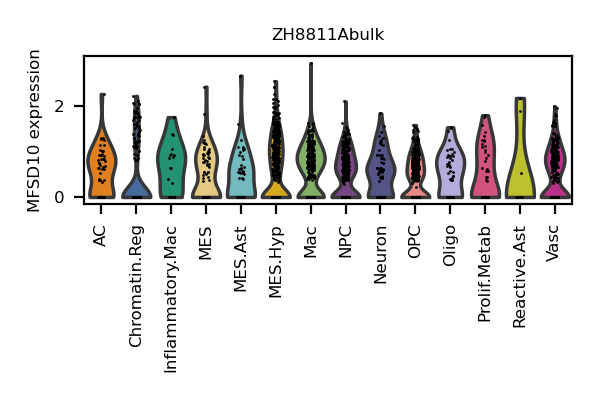 ZH8811Abulk
MFSD10 expression
2
0
AC
Chromatin.Reg
Inflammatory.Mac
MES
MES.Ast
MES.Hyp
Mac
NPC
Neuron
OPC
Oligo
Prolif.Metab
Reactive.Ast
Vasc